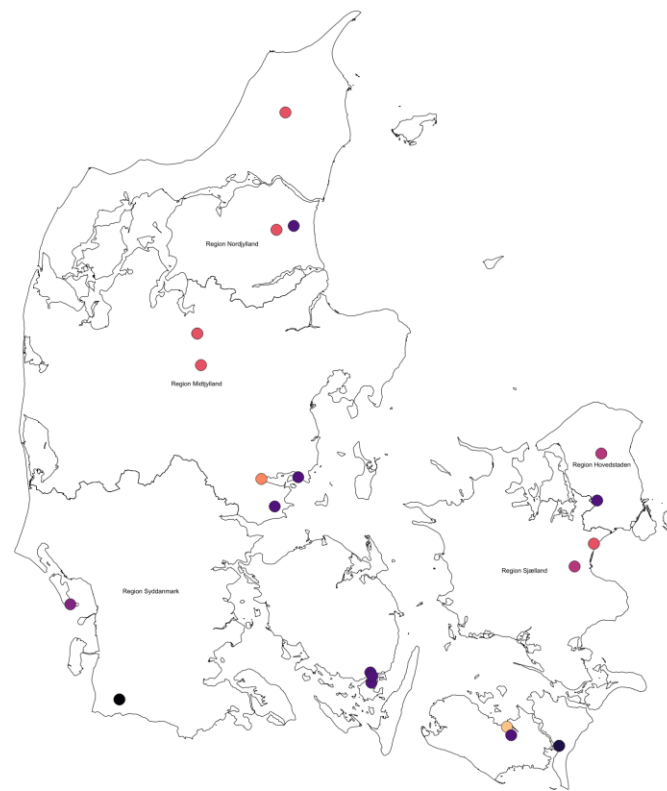 Region Nordjylland
Region Midtjylland
Region Hovedstaden
Region Sjælland
Region Syddanmark